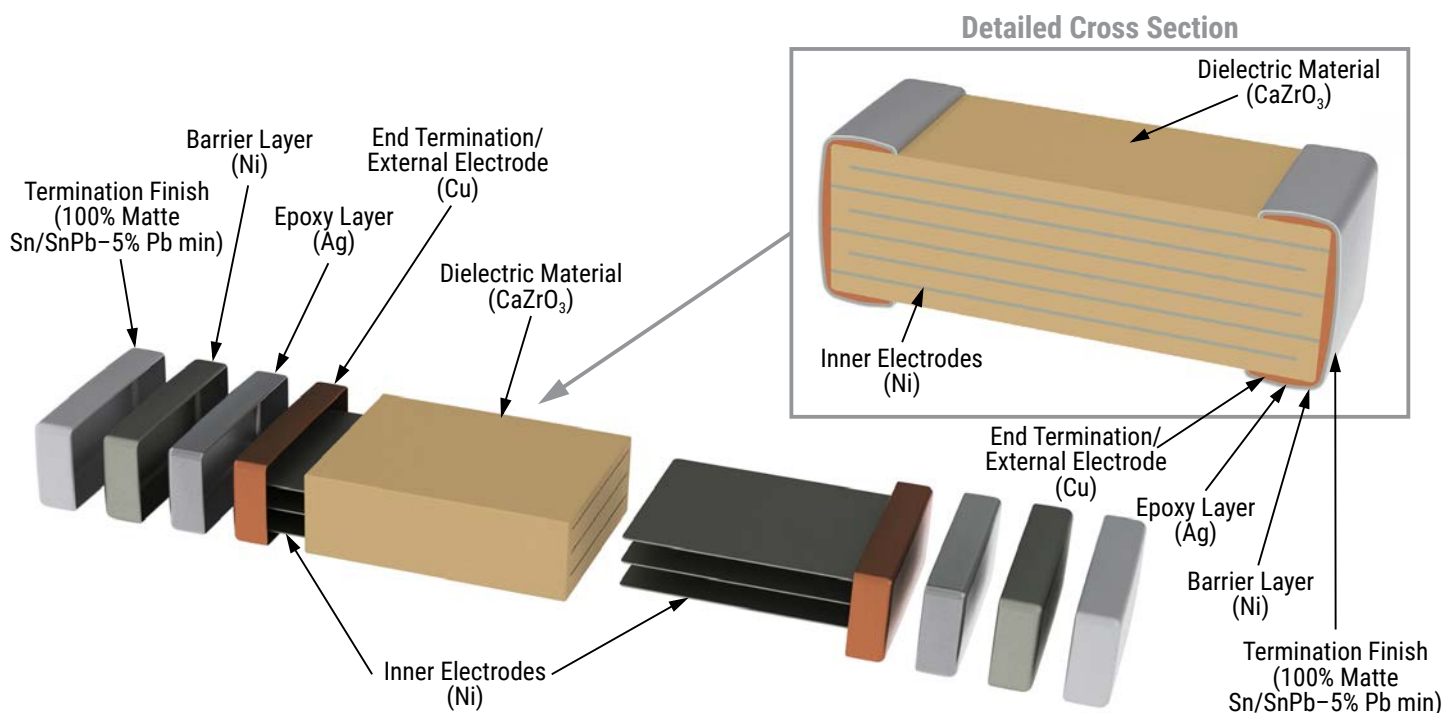 Detailed Cross Section
Dielectric Material
(CaZrO₃)
Inner Electrodes
(Ni)
End Termination/
External Electrode
(Cu)
Epoxy Layer
(Ag)
Barrier Layer
(Ni)
Termination Finish
(100% Matte
Sn/SnPb–5% Pb min)
Termination Finish
(100% Matte
Sn/SnPb–5% Pb min)
Barrier Layer
(Ni)
Epoxy Layer
(Ag)
End Termination/
External Electrode
(Cu)
Dielectric Material
(CaZrO₃)
Inner Electrodes
(Ni)